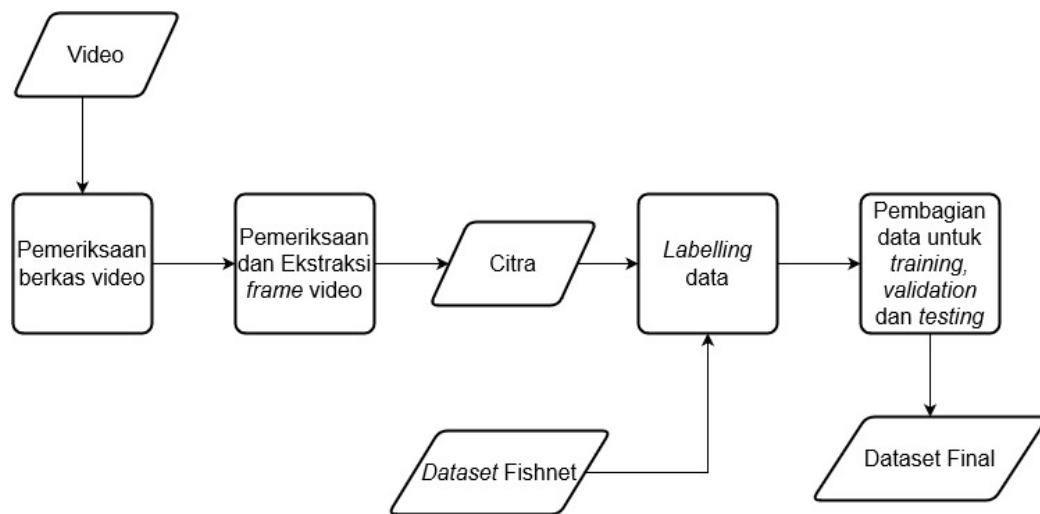 Video
Pemeriksaan
berkas video
Pemeriksaan
dan Ekstraksi
frame video
Citra
Labelling
data
Pembagian
data untuk
training,
validation
dan testing
Dataset Fishnet
Dataset Final